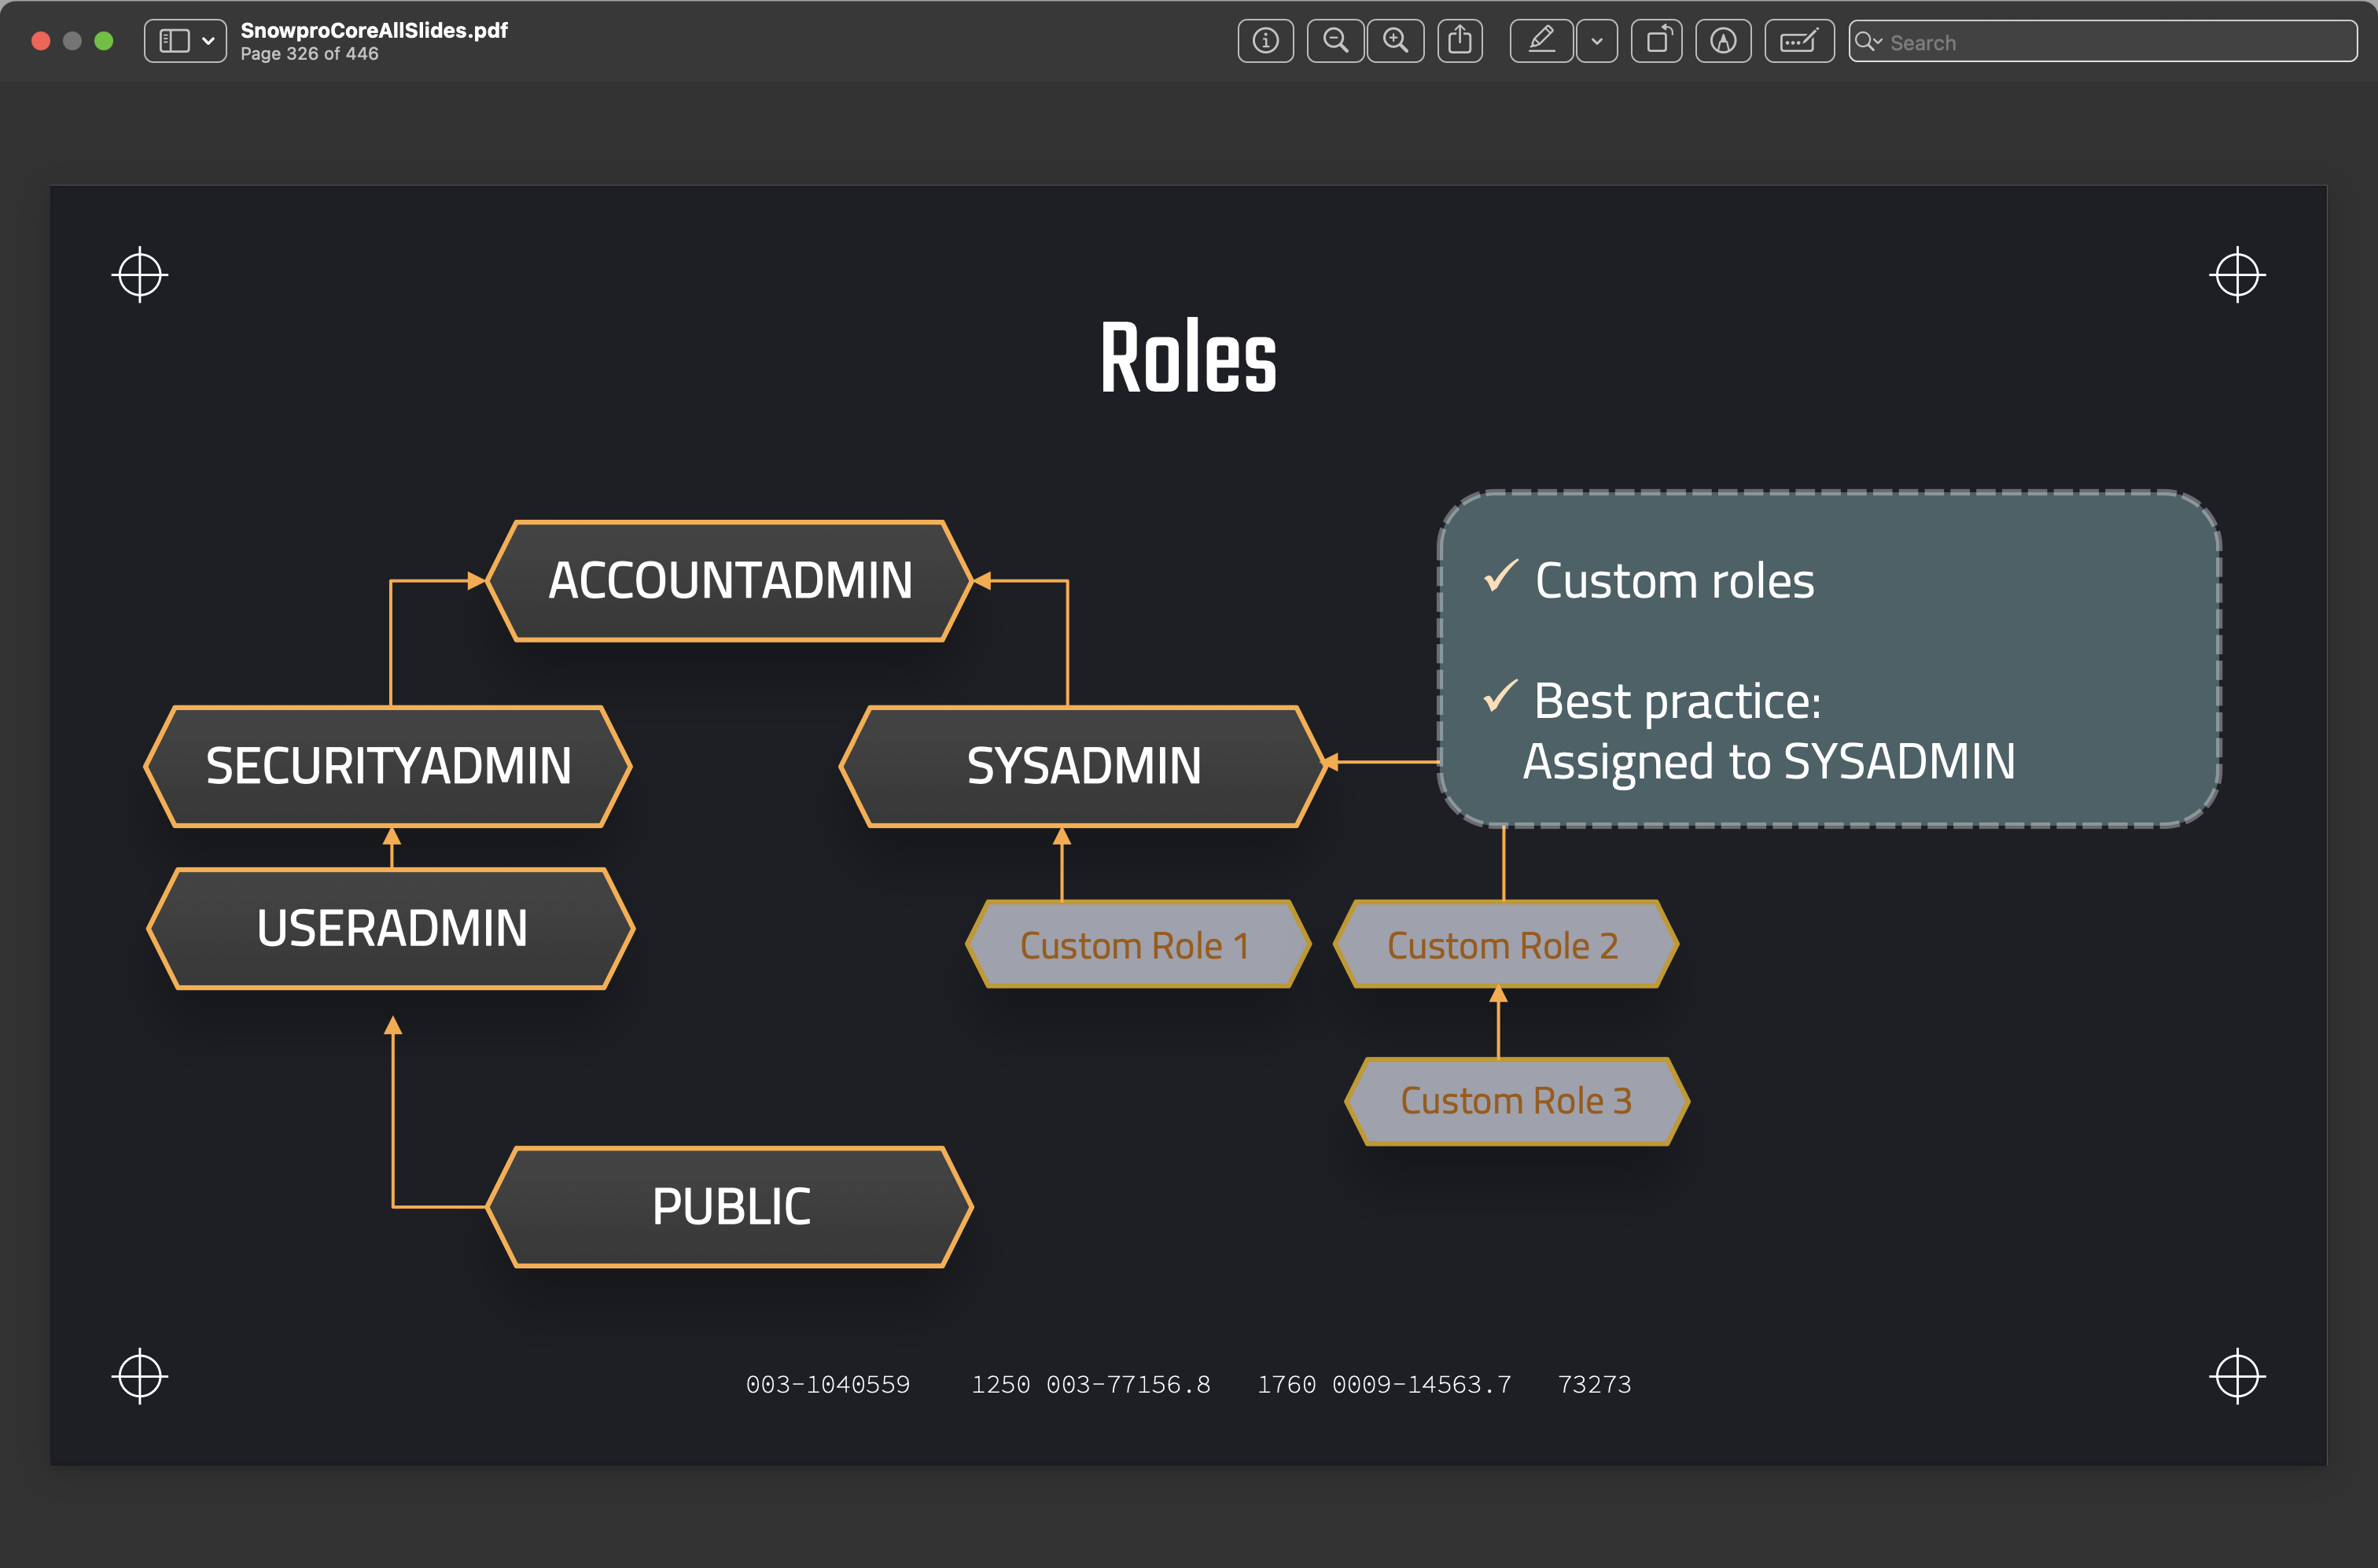 SnowproCoreAllSlides.pdf
Page 326 of 446
Search
Roles
ACCOUNTADMIN
SECURITYADMIN
SYSADMIN
USERADMIN
PUBLIC
✓ Custom roles
✓ Best practice:
Assigned to SYSADMIN
Custom Role 1
Custom Role 2
Custom Role 3
003-1040559 1250 003-77156.8 1760 0009-14563.7 73273